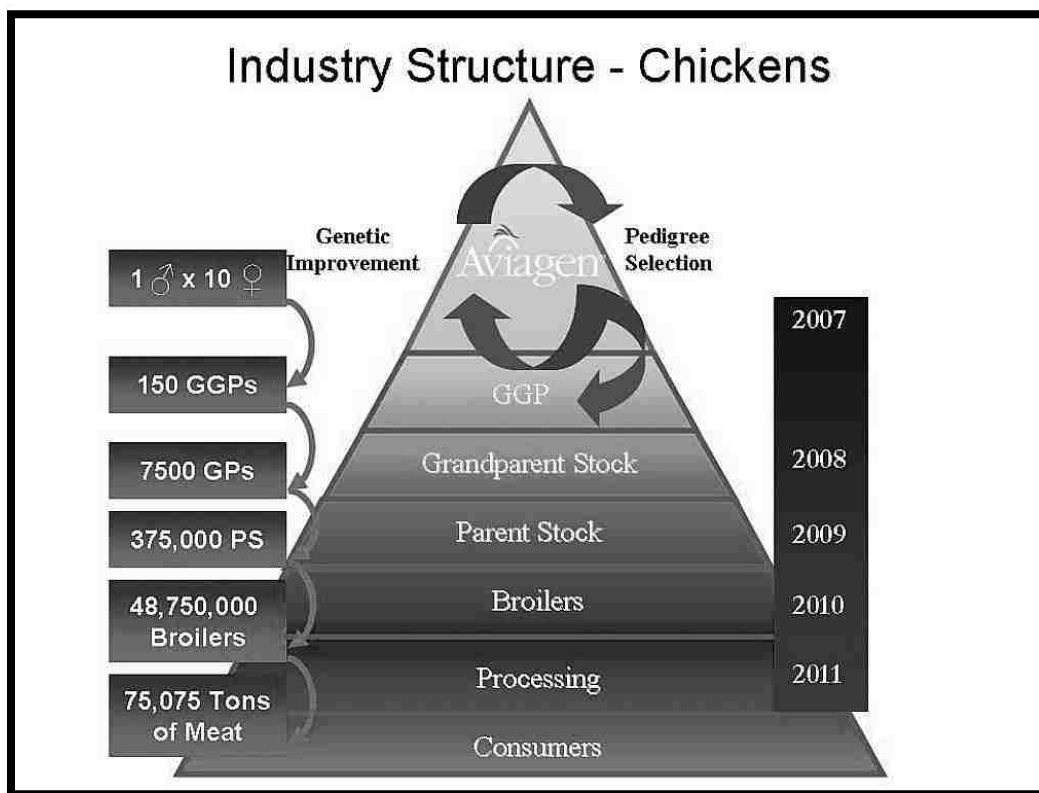 Industry Structure - Chickens
Genetic
Improvement
Pedigree
Selection
Aviagen
1 ♂ x 10 ♀
150 GGPs
7500 GPs
375,000 PS
48,750,000
Broilers
75,075 Tons
of Meat
GGP
Grandparent Stock
Parent Stock
Broilers
Processing
Consumers
2007
2008
2009
2010
2011